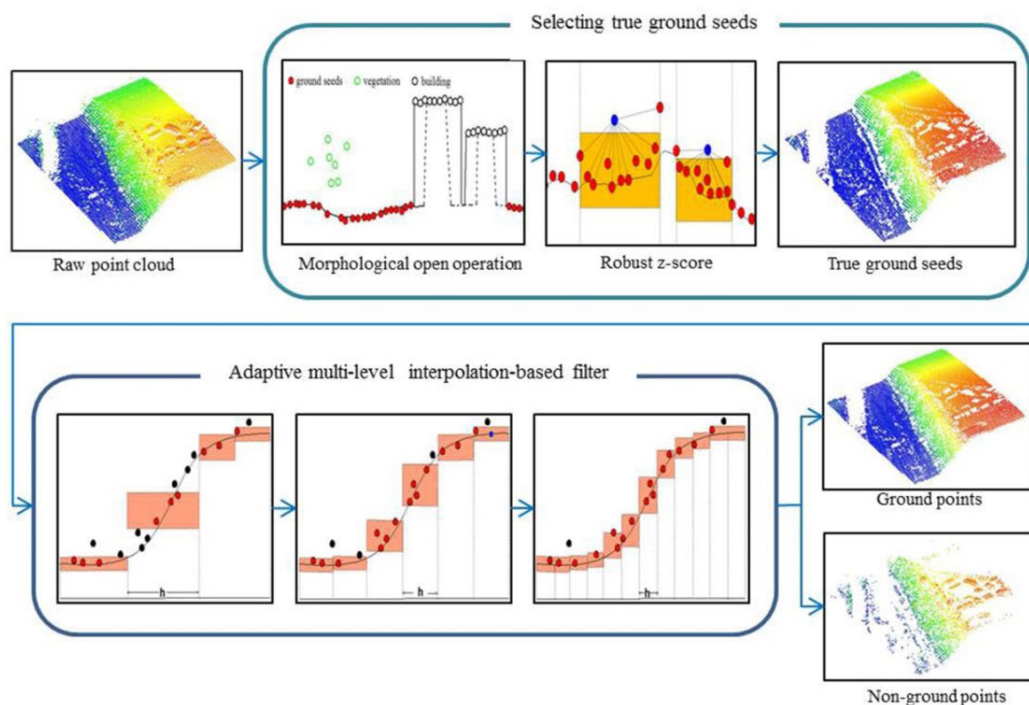 Selecting true ground seeds
ground seeds vegetation building
Raw point cloud
Morphological open operation
Robust z-score
True ground seeds
Adaptive multi-level interpolation-based filter
h
h
h
Ground points
Non-ground points